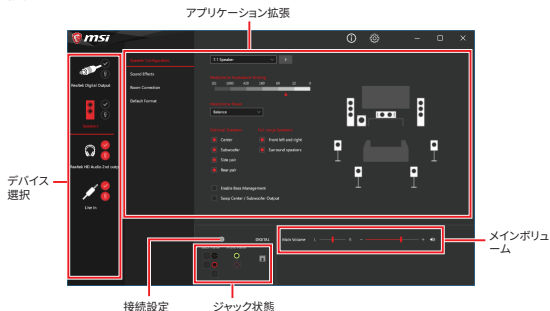 アプリケーション拡張
msi
Speaker Configuration
Sound Effects
Room Correction
Default Format
7.1 Speaker
Realtek Digital Output
Speakers
Realtek HD Audio 2nd output
Line In
Balance
Center
Subwoofer
Side pair
Rear pair
Front left and right
Surround speakers
Enable Bass Management
Swap Center / Subwoofer Output
DIGITAL
Main Volume
L
R
デバイス
選択
メインボリュ
ーム
接続設定
ジャック状態